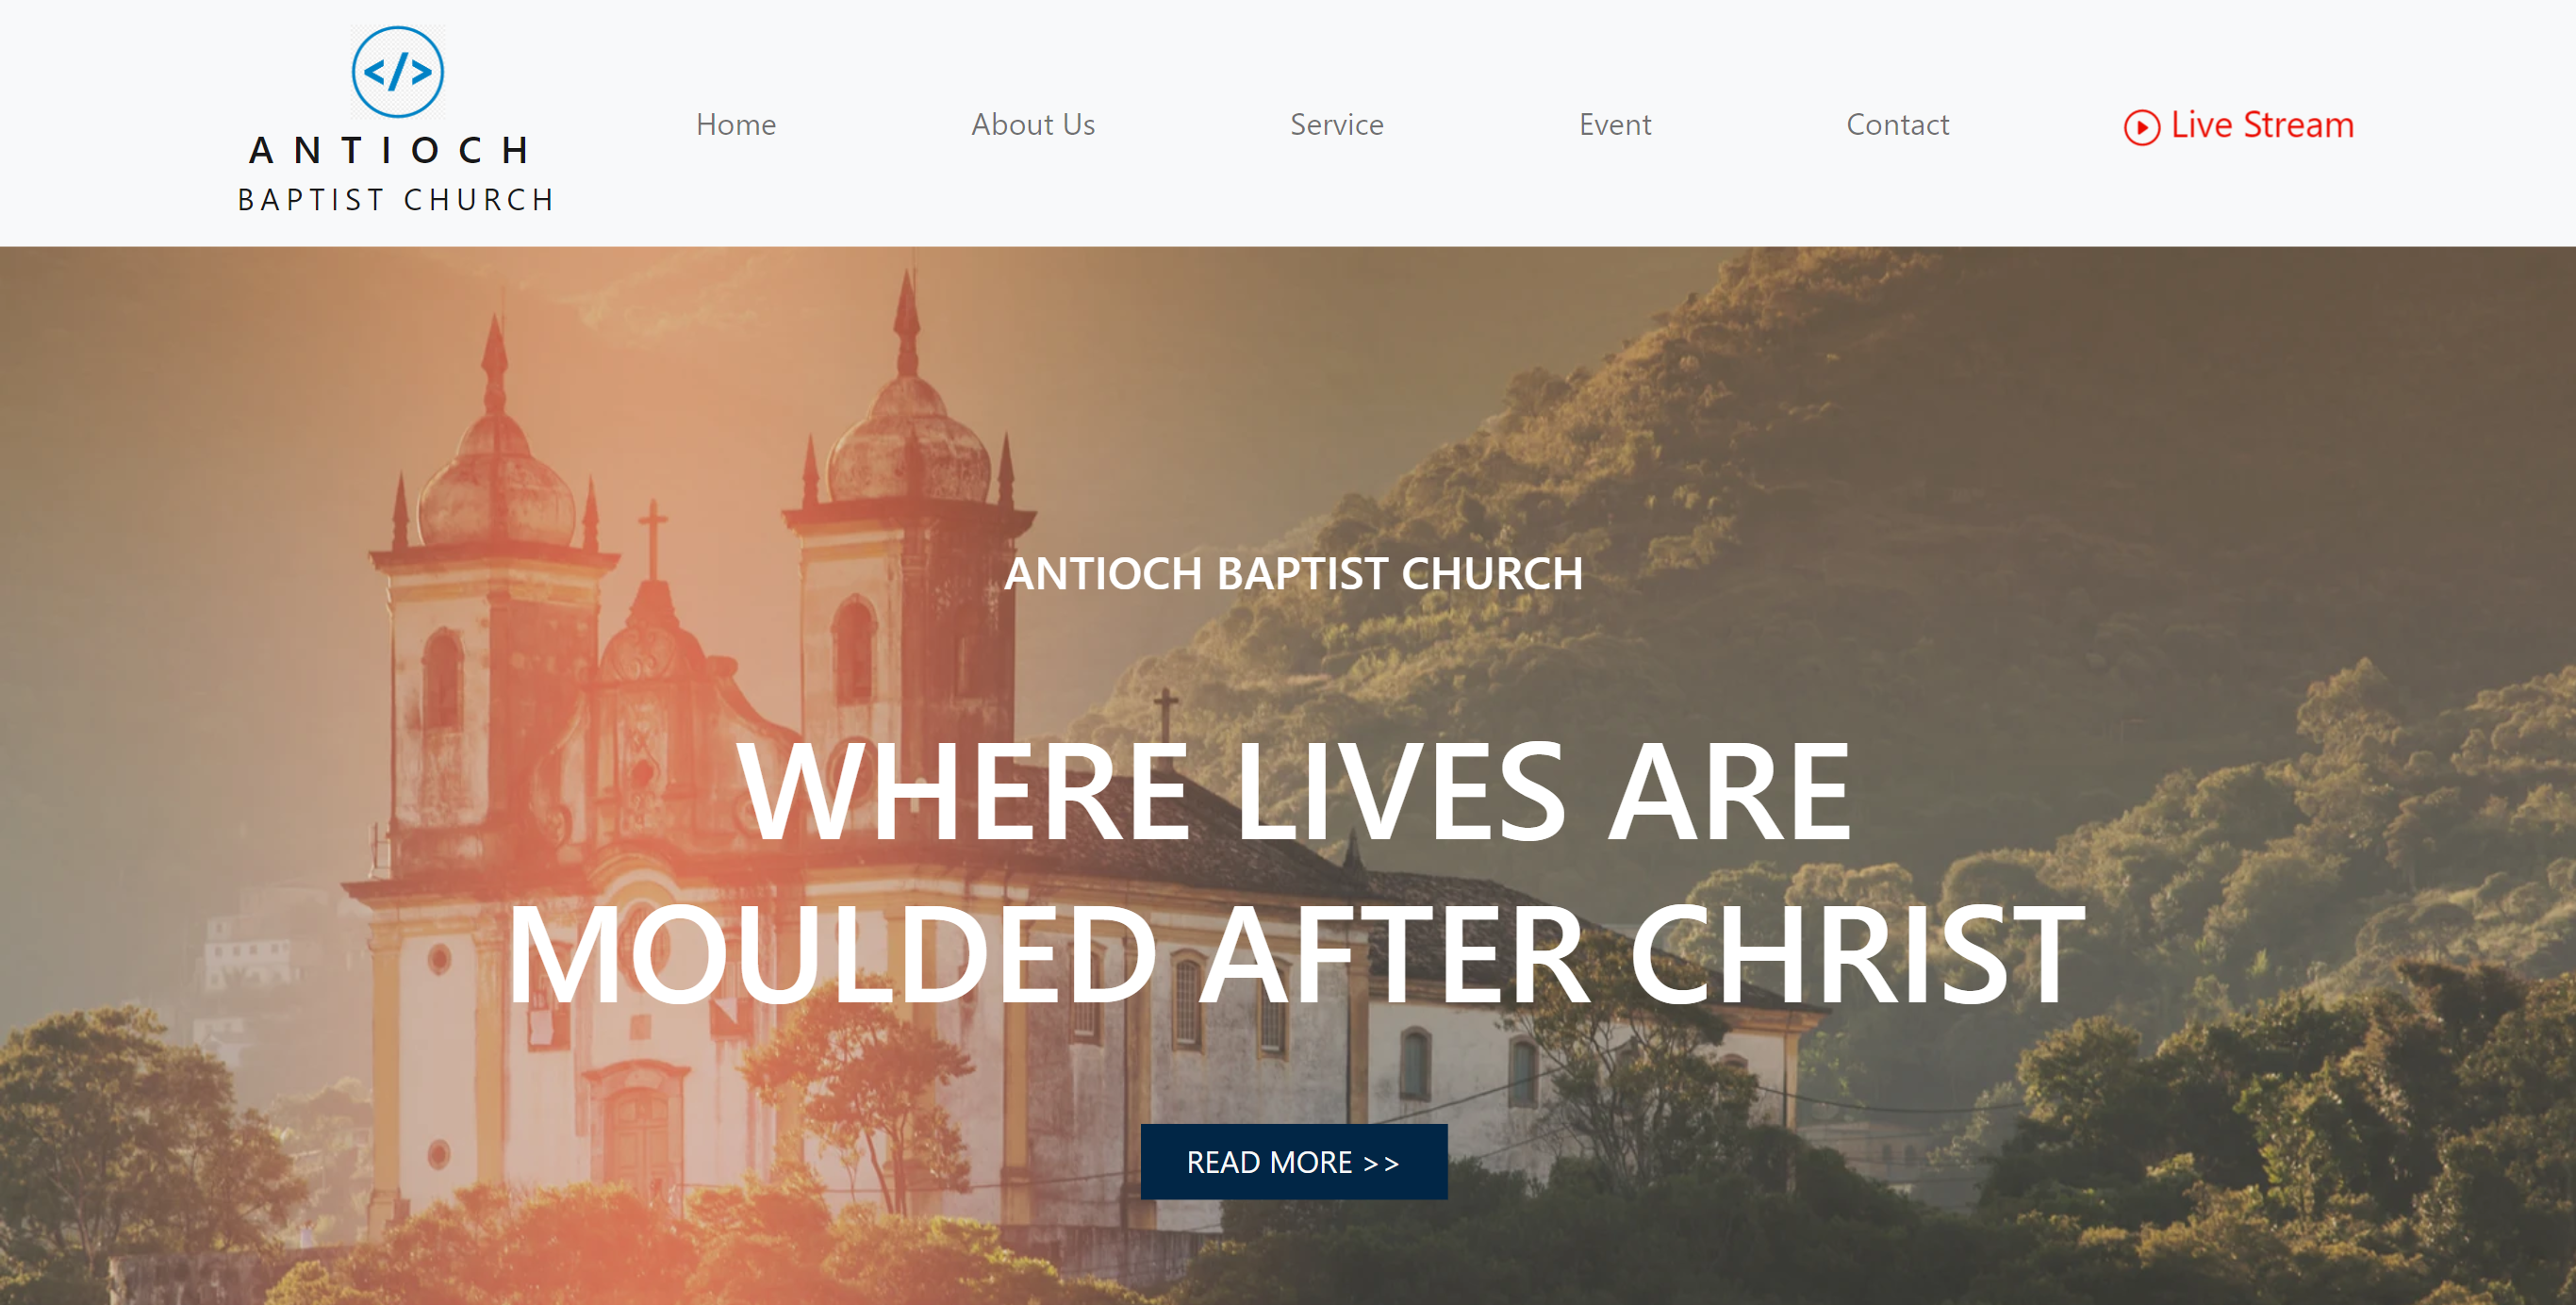 </>
ANTIOCH
BAPTIST CHURCH
Home
About Us
Service
Event
Contact
Live Stream
ANTIOCH BAPTIST CHURCH
WHERE LIVES ARE
MOULDED AFTER CHRIST
READ MORE >>